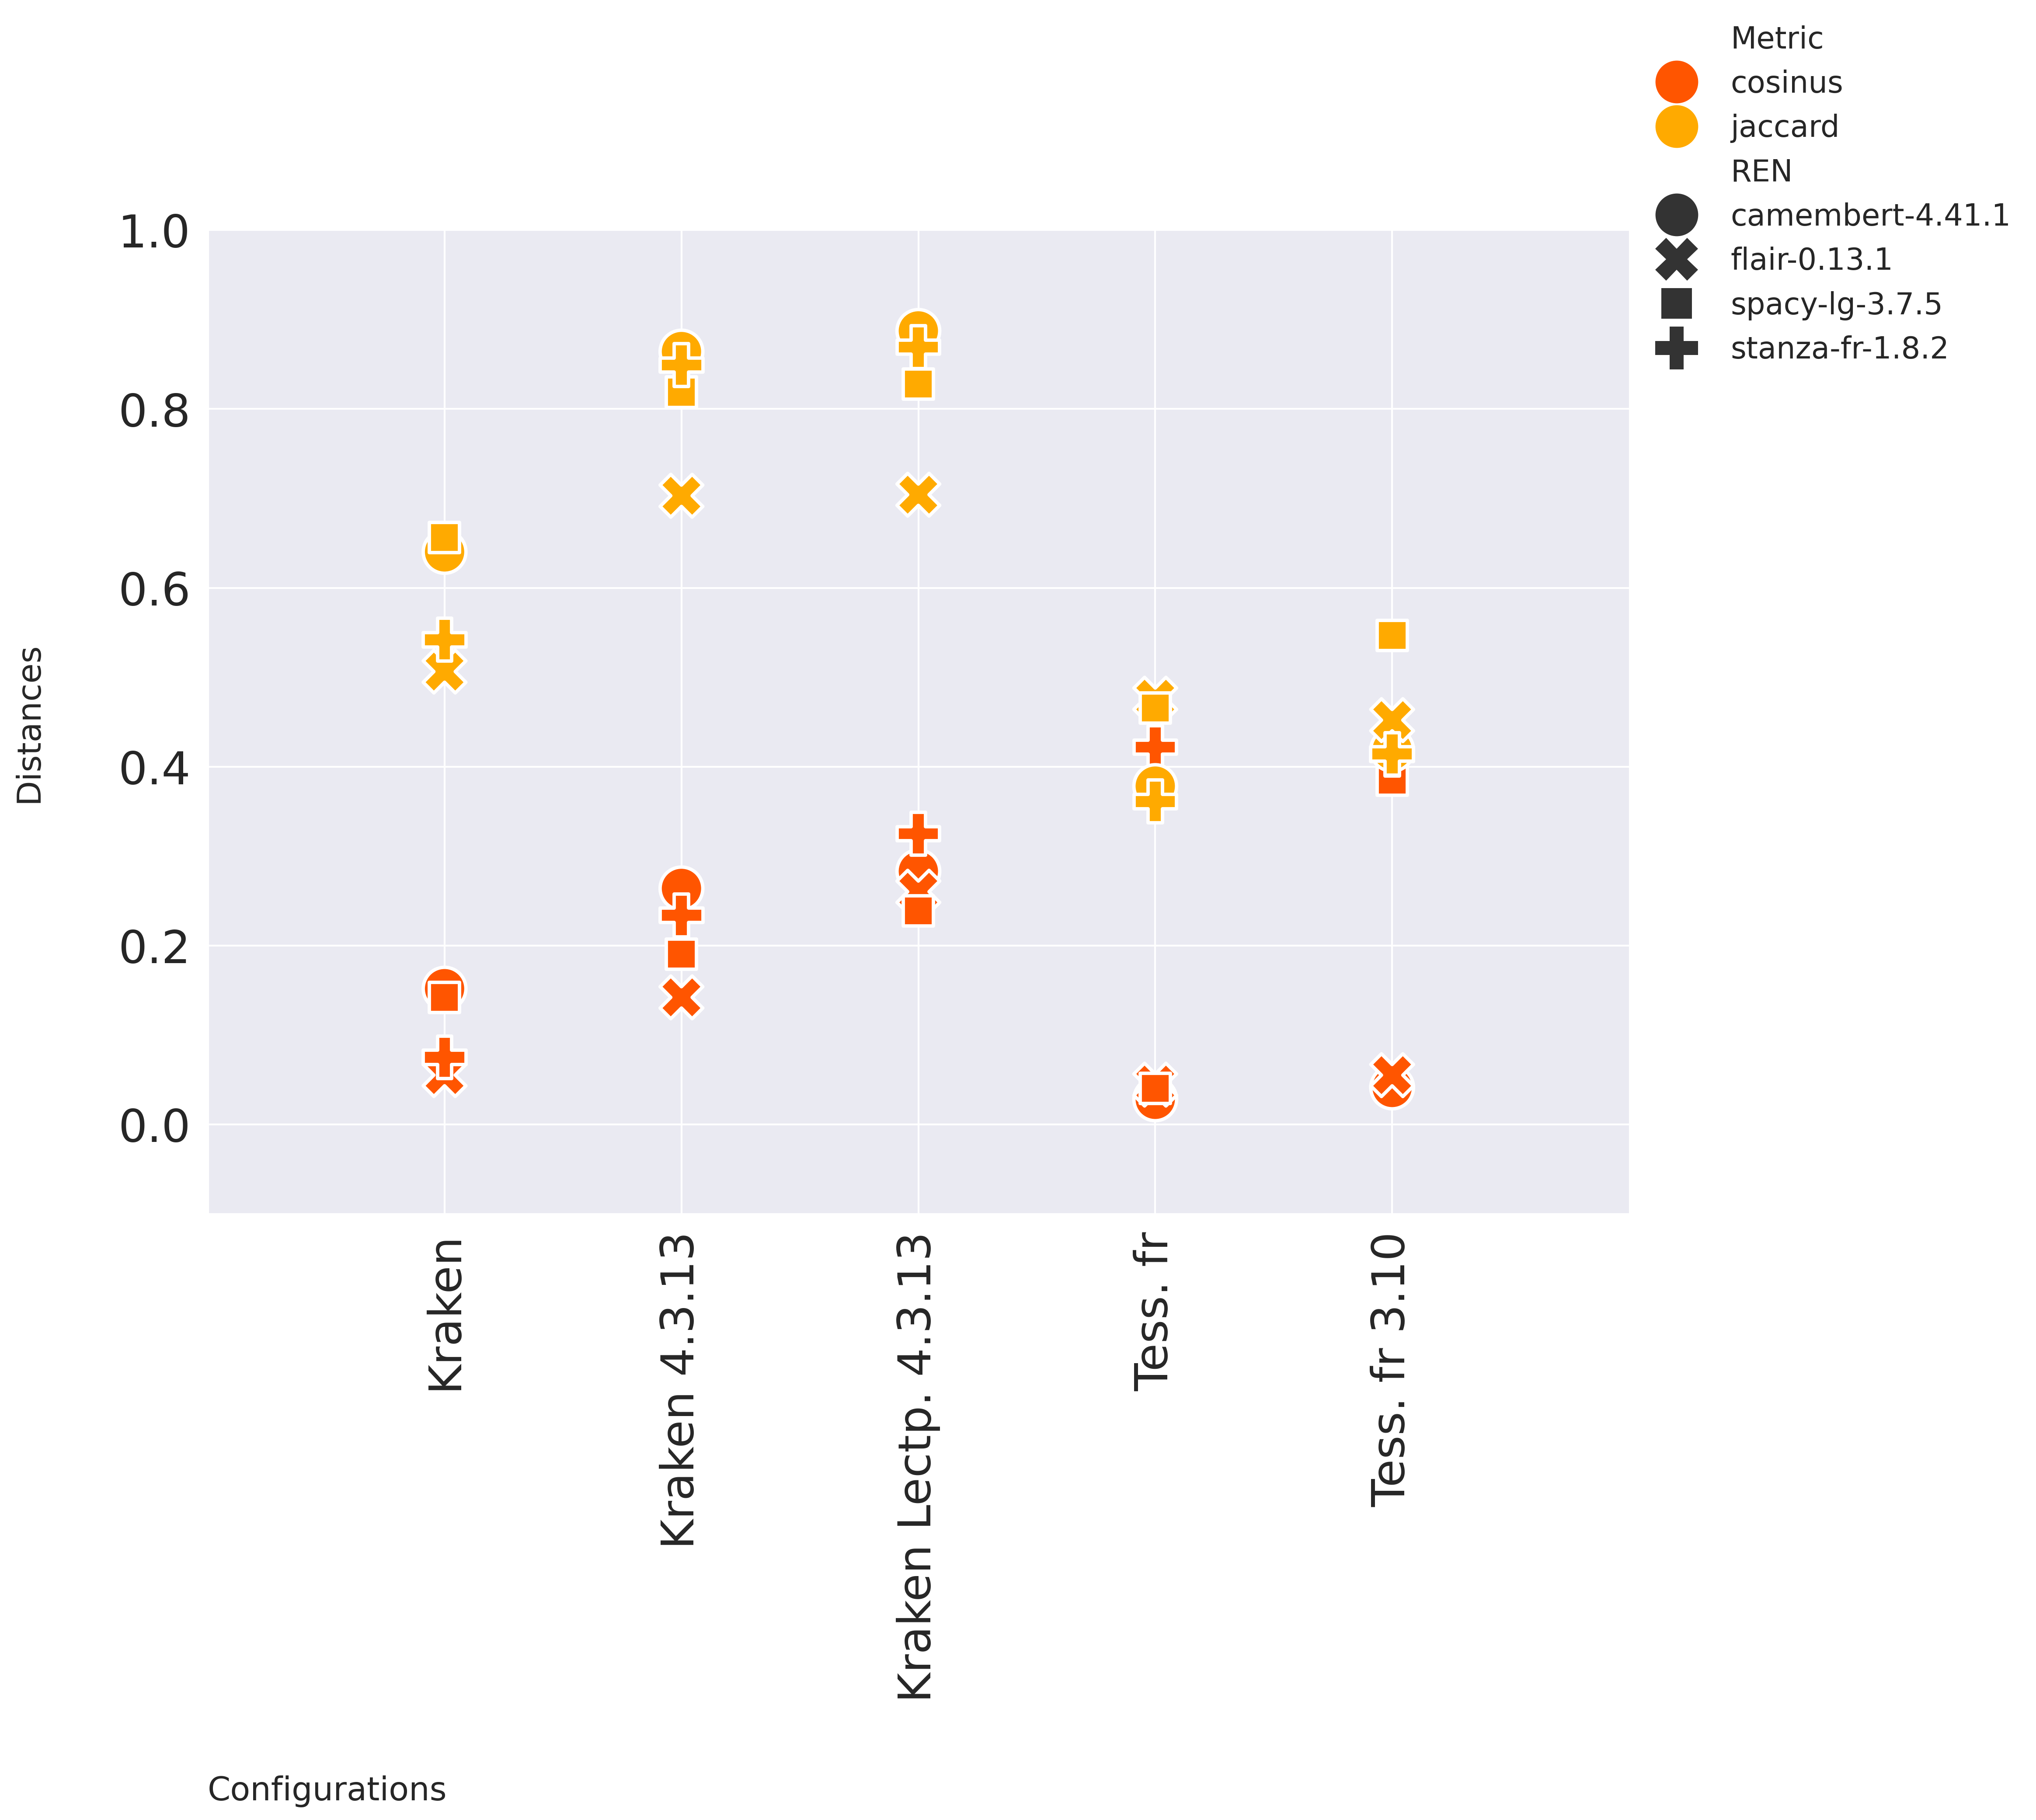 Metric
cosinus
jaccard
REN
camembert-4.41.1
flair-0.13.1
spacy-lg-3.7.5
stanza-fr-1.8.2
1.0
0.8
0.6
0.4
0.2
0.0
Distances
Kraken
Kraken 4.3.13
Kraken Lectp. 4.3.13
Tess. fr
Tess. fr 3.10
Configurations